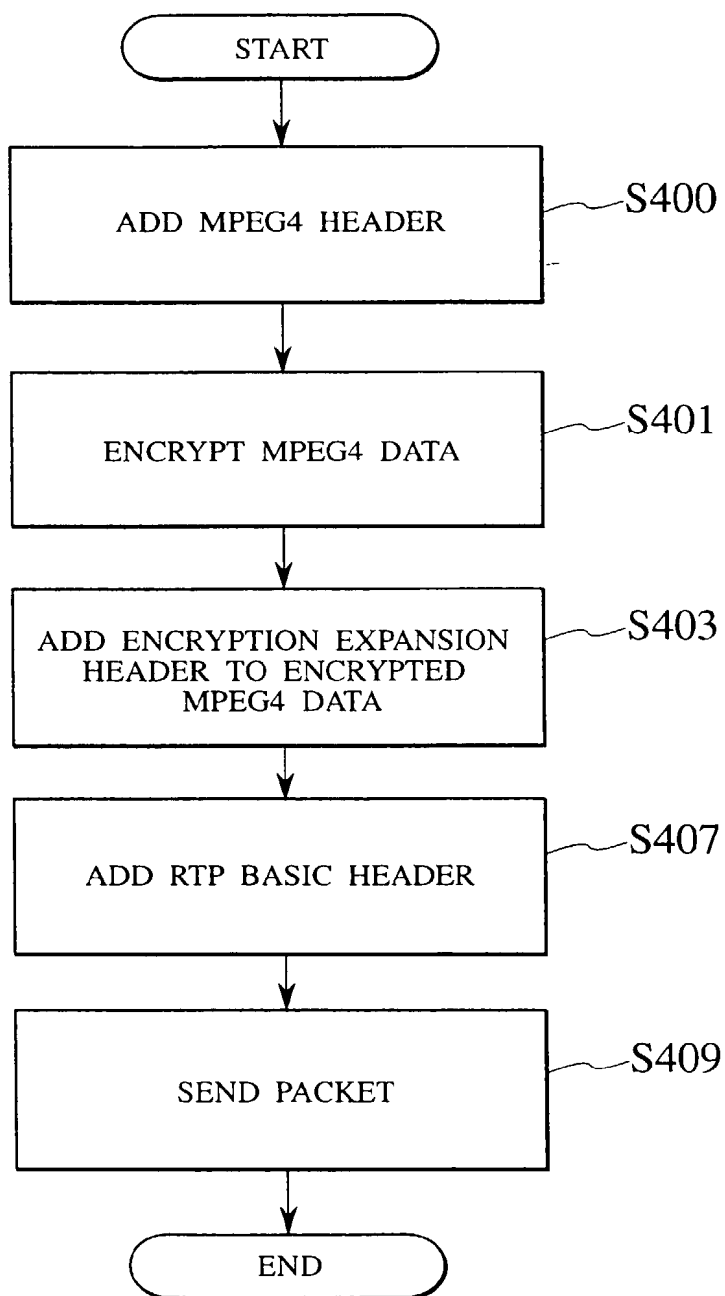 START
ADD MPEG4 HEADER
S400
ENCRYPT MPEG4 DATA
S401
ADD ENCRYPTION EXPANSION
HEADER TO ENCRYPTED
MPEG4 DATA
S403
ADD RTP BASIC HEADER
S407
SEND PACKET
S409
END